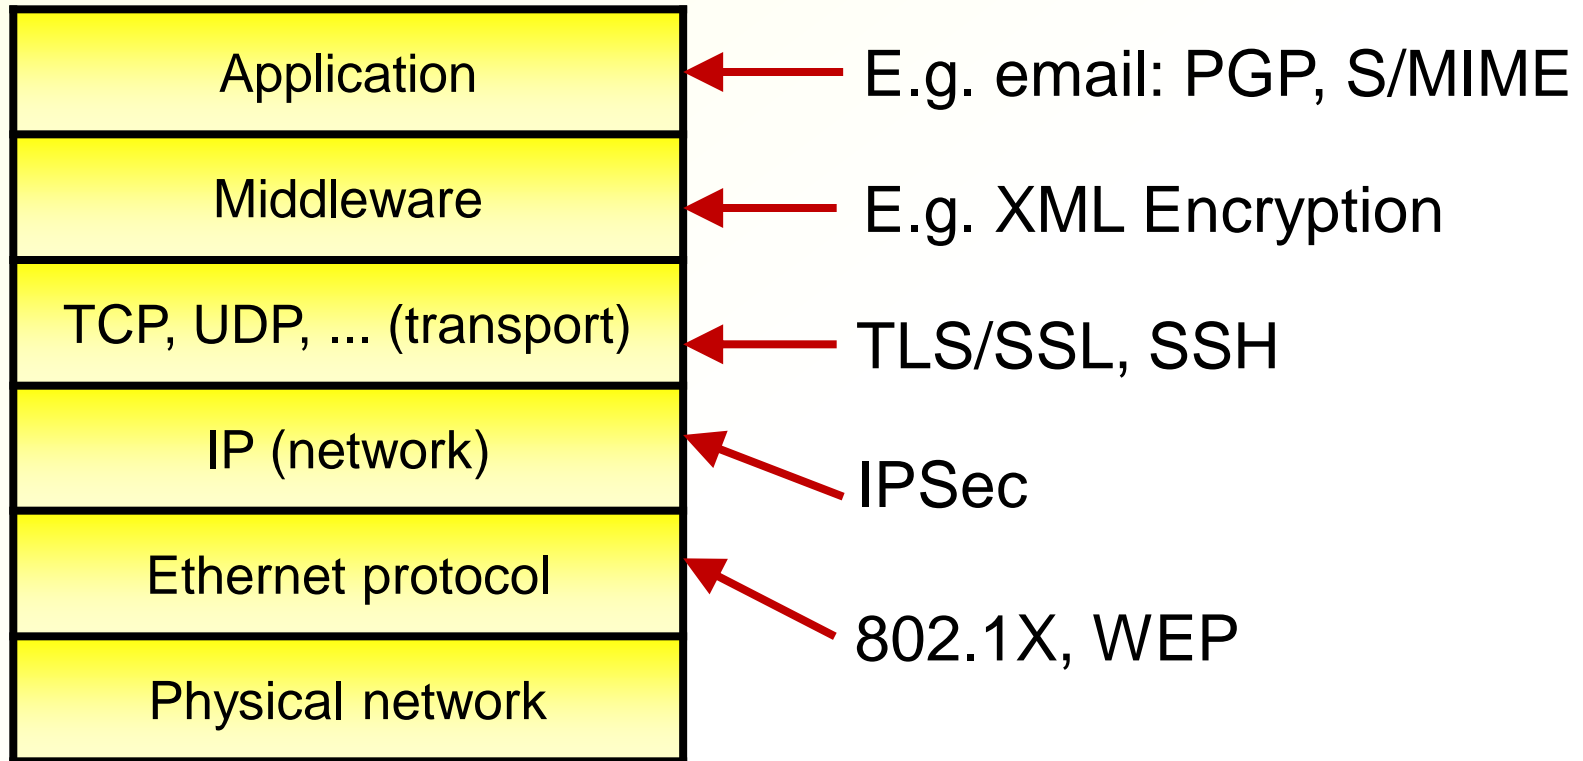 Application
E.g. email: PGP, S/MIME
Middleware
E.g. XML Encryption
TCP, UDP, ... (transport)
TLS/SSL, SSH
IP (network)
IPSec
Ethernet protocol
802.1X, WEP
Physical network